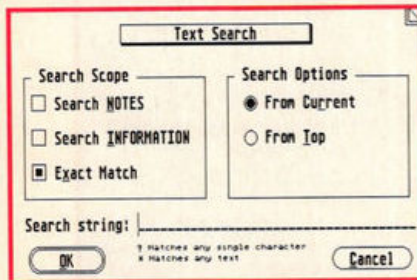 Text Search
Search Scope
Search NOTES
Search INFORMATION
Exact Match
Search Options
From Current
From Top
Search string:
? Matches any single character
* Matches any text
OK
Cancel